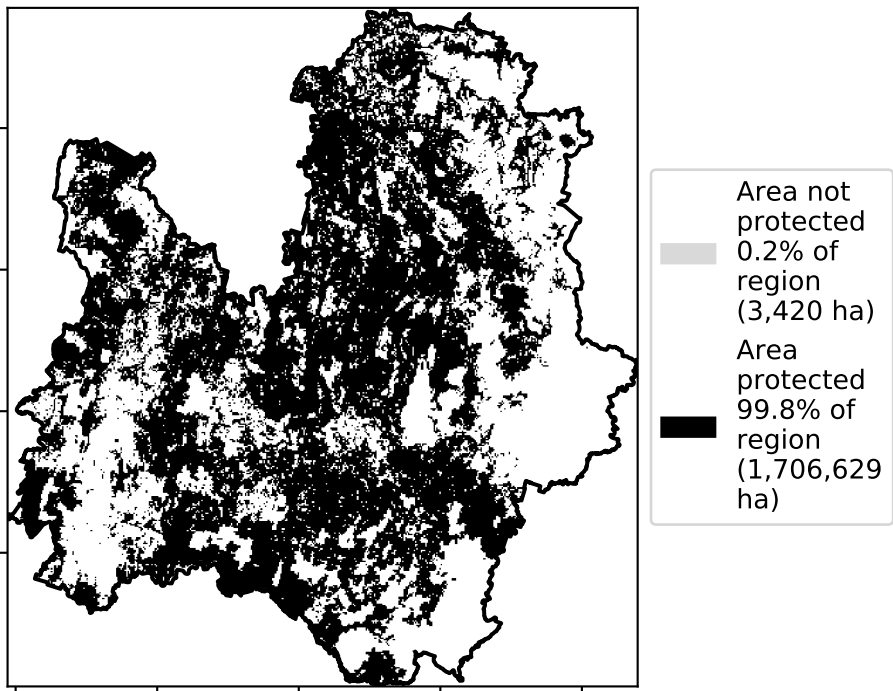 Area not
protected
0.2% of
region
(3,420 ha)
Area
protected
99.8% of
region
(1,706,629
ha)